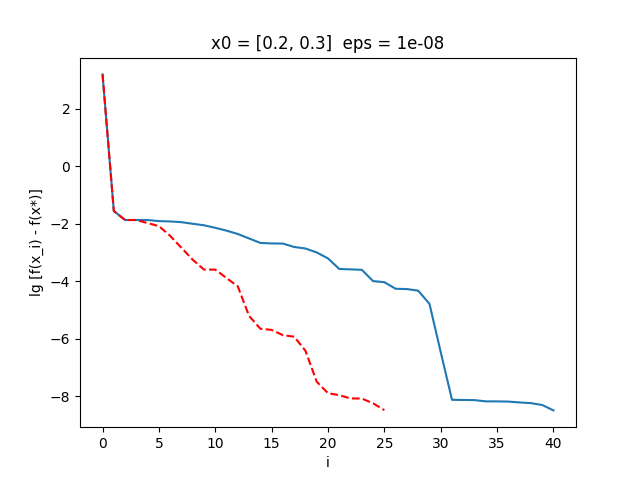 x0 = [0.2, 0.3]  eps = 1e-08
lg [f(x_i) - f(x*)]
2
0
−2
−4
−6
−8
0 5 10 15 20 25 30 35 40
i